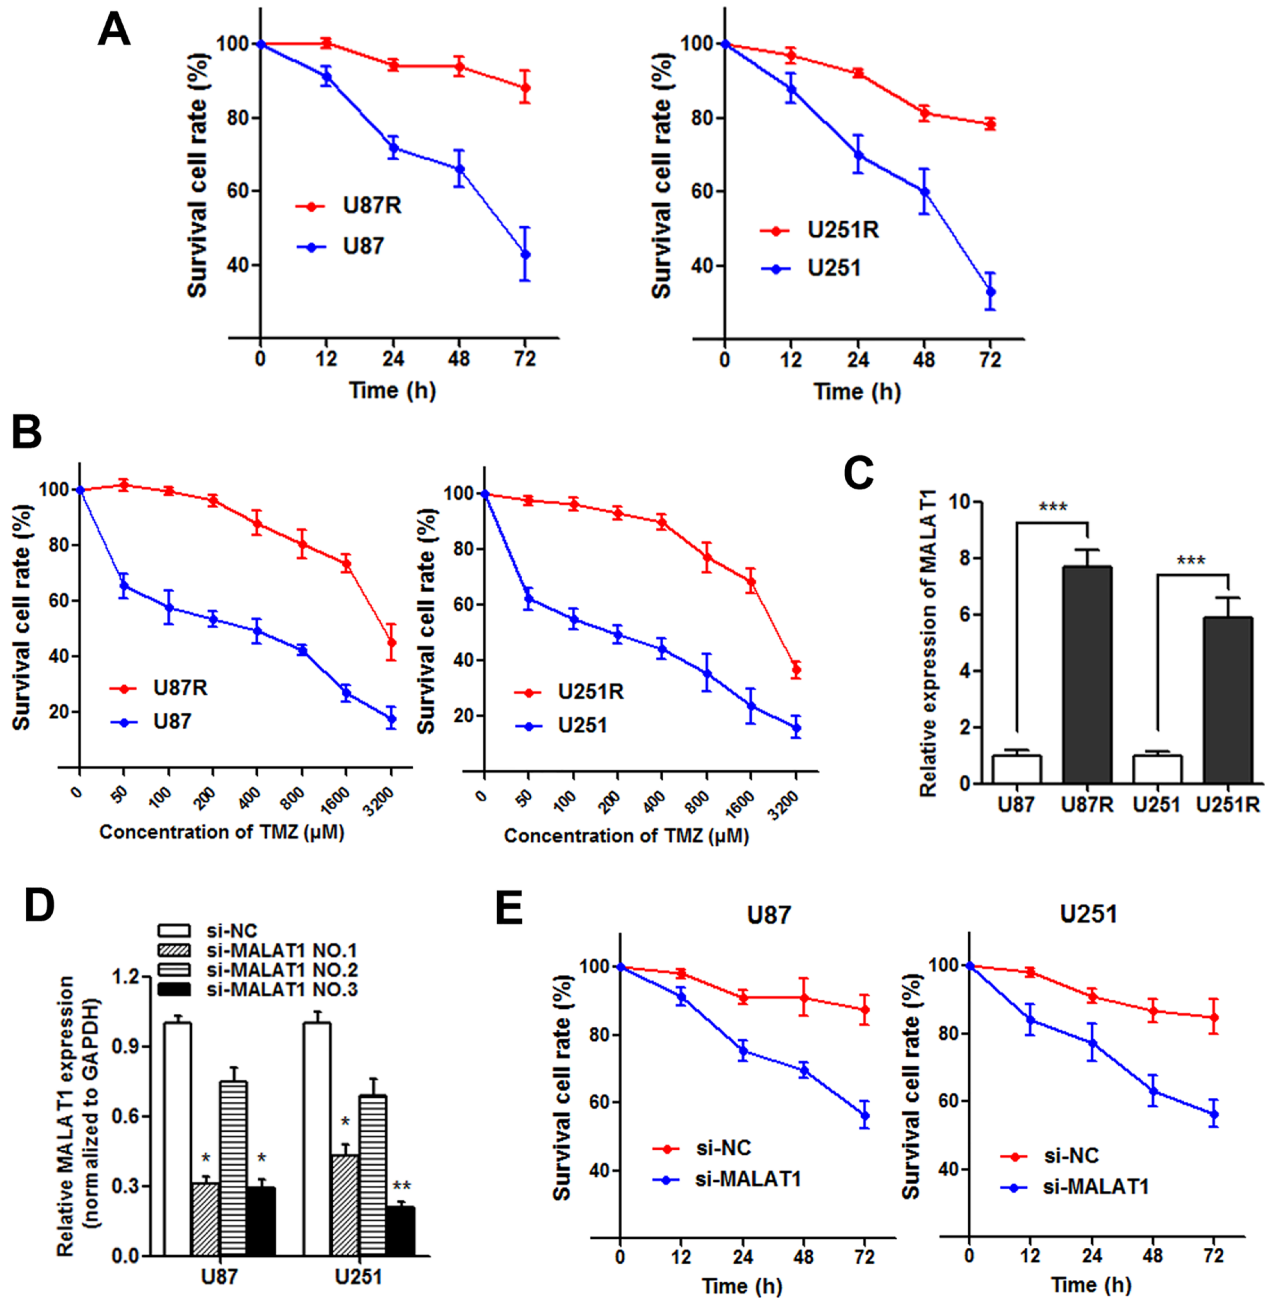 A
Survival cell rate (%)
100
80
60
40
U87R
U87
0 12 24 48 72
Time (h)
Survival cell rate (%)
100
80
60
40
U251R
U251
0 12 24 48 72
Time (h)
B
Survival cell rate (%)
100
80
60
40
20
U87R
U87
0 50 100 200 400 800 1600 3200
Concentration of TMZ (μM)
Survival cell rate (%)
100
80
60
40
20
U251R
U251
0 50 100 200 400 800 1600 3200
Concentration of TMZ (μM)
C
Relative expression of MALAT1
10
8
6
4
2
0
***
***
U87 U87R U251 U251R
D
si-NC
si-MALAT1 NO.1
si-MALAT1 NO.2
si-MALAT1 NO.3
Relative MALAT1 expression
(normalized to GAPDH)
1.2
0.9
0.6
0.3
0.0
* * * **
U87 U251
E
U87
Survival cell rate (%)
100
80
60
40
si-NC
si-MALAT1
0 12 24 48 72
Time (h)
U251
Survival cell rate (%)
100
80
60
40
si-NC
si-MALAT1
0 12 24 48 72
Time (h)